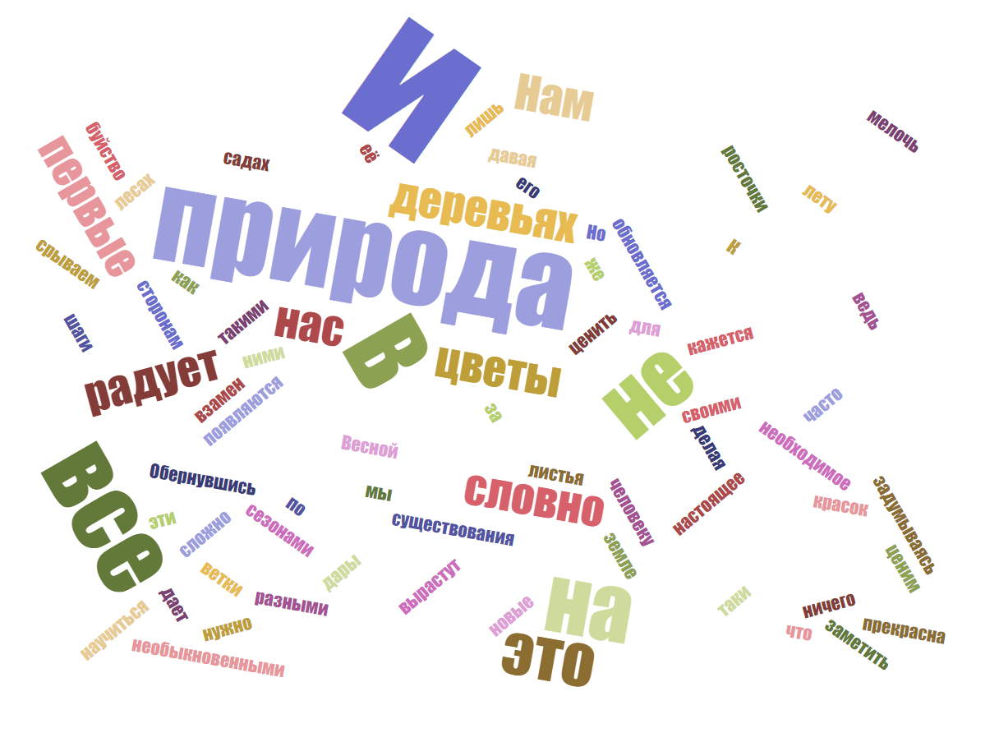 И
Нам
лишь
мелочь
буйство
первые
её
садах
давая
росточки
лесах
его
лету
природа
деревьях
Но
обновляется
к
срываем
как
же
сторонам
такими
нас
ценить
для
ведь
шаги
В
кажется
радует
ними
цветы
не
взамен
появляются
за
своими
часто
Весной
делая
необходимое
Все
Обернувшись
листья
мы
словно
человеку
настоящее
красок
задумываясь
по
эти
сложно
сезонами
существования
земле
ценим
ветки
дары
вырастут
дает
разными
новые
на
таки
ничего
научиться
нужно
что
заметить
прекрасна
необыкновенными
это